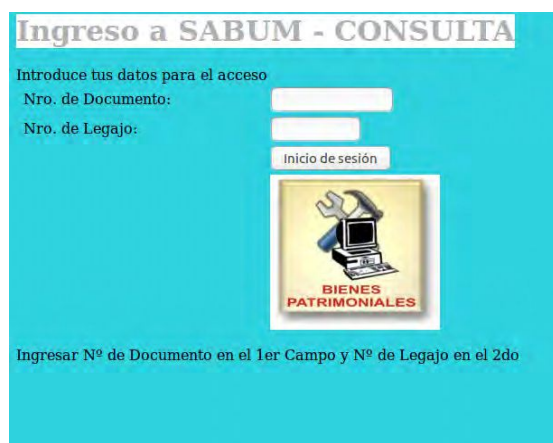 Ingreso a SABUM - CONSULTA
Introduce tus datos para el acceso
Nro. de Documento:
Nro. de Legajo:
Inicio de sesión
BIENES
PATRIMONIALES
Ingresar Nº de Documento en el 1er Campo y Nº de Legajo en el 2do